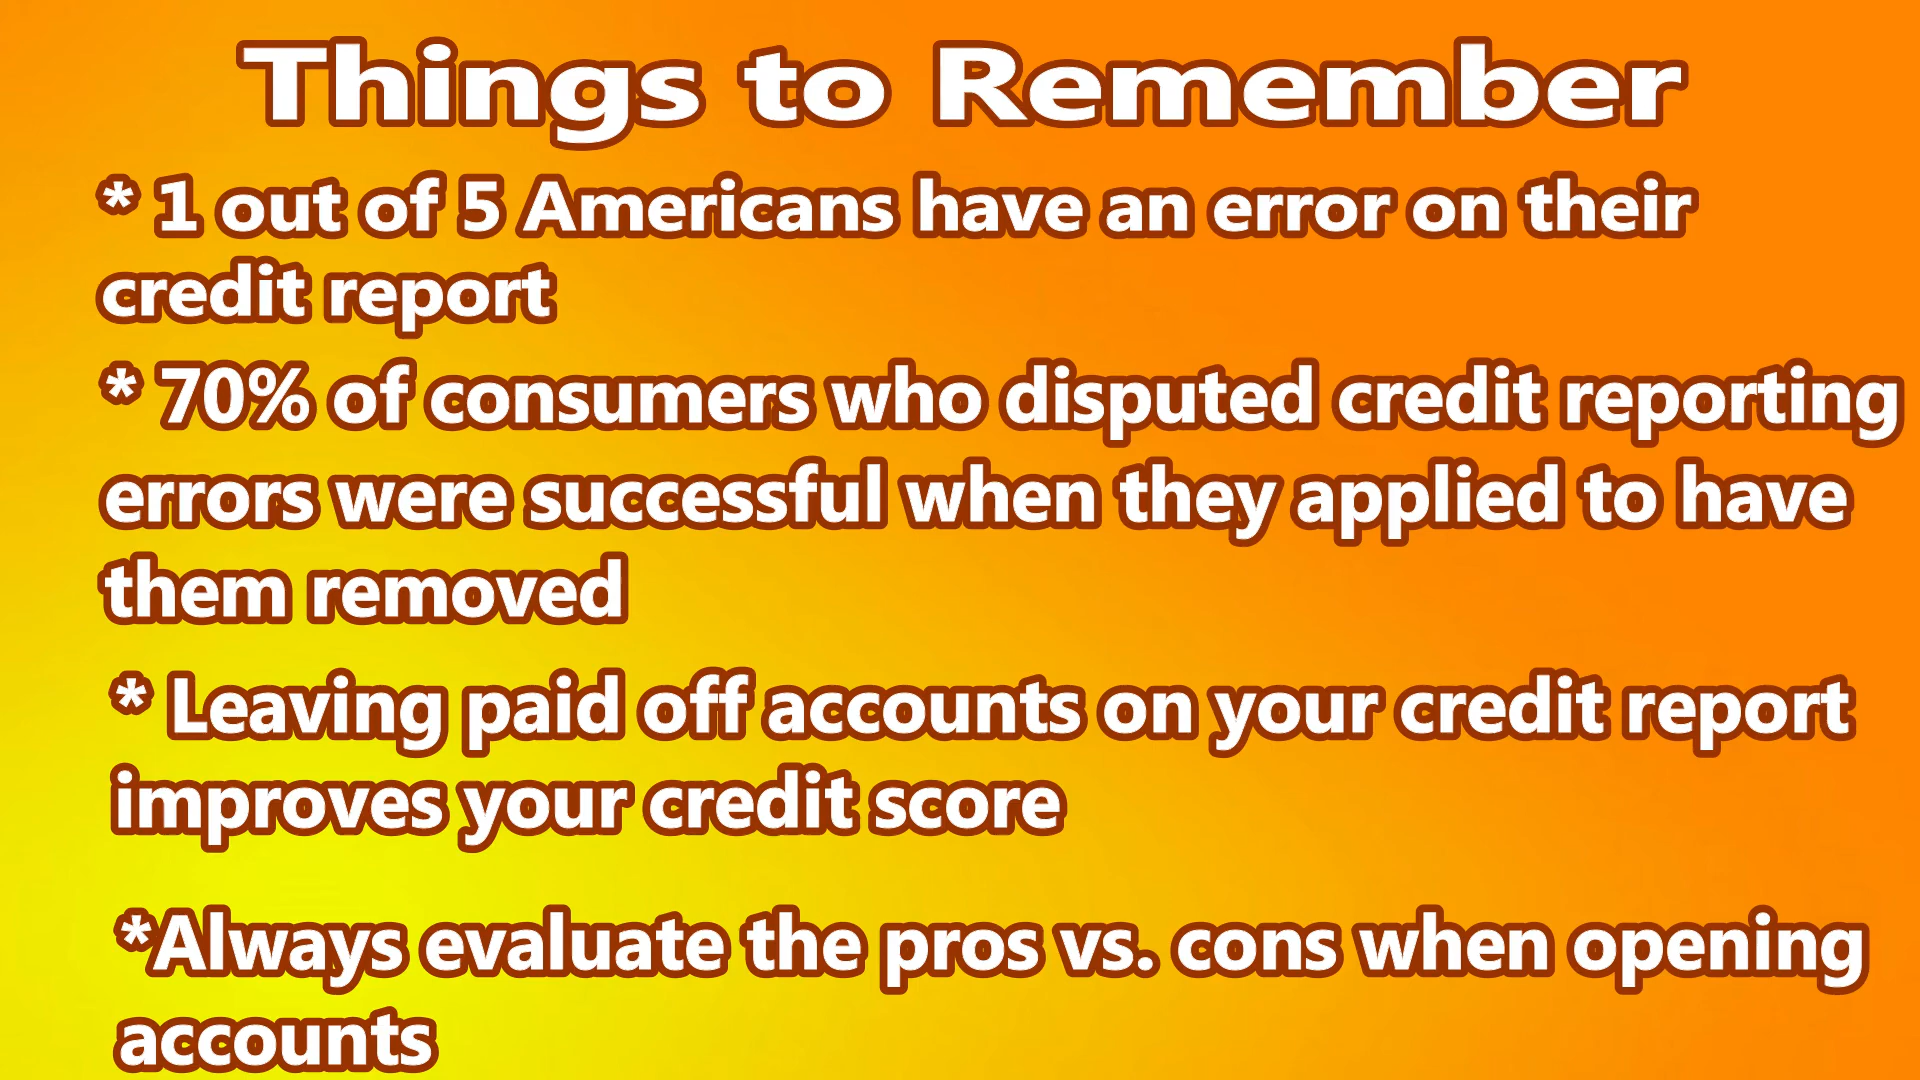 Things to Remember
* 1 out of 5 Americans have an error on their
credit report
* 70% of consumers who disputed credit reporting
errors were successful when they applied to have
them removed
* Leaving paid off accounts on your credit report
improves your credit score
*Always evaluate the pros vs. cons when opening
accounts